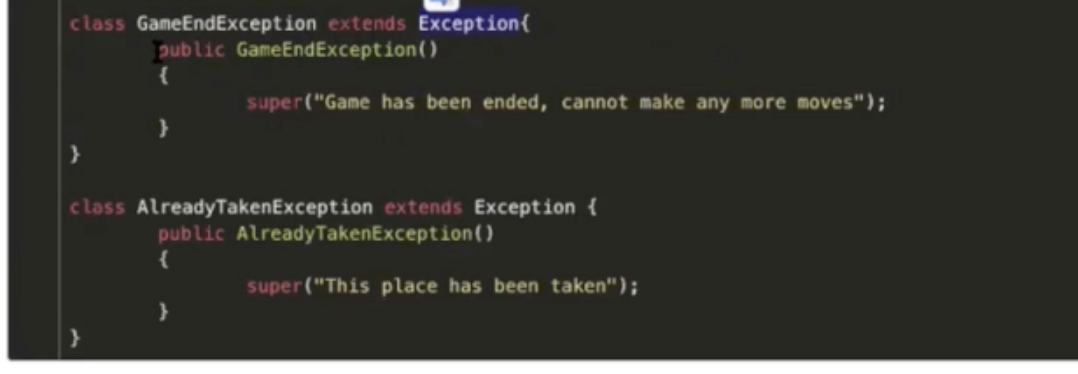 class GameEndException extends Exception{
public GameEndException()
{
super("Game has been ended, cannot make any more moves");
}
}
class AlreadyTakenException extends Exception {
public AlreadyTakenException()
{
super("This place has been taken");
}
}